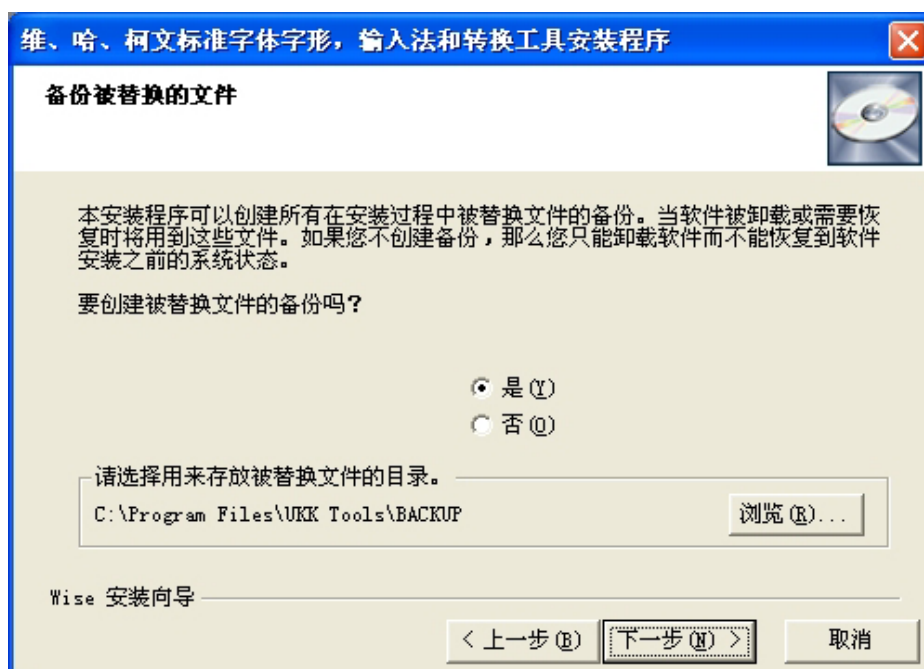 维、哈、柯文标准字体字形，输入法和转换工具安装程序
备份被替换的文件
本安装程序可以创建所有在安装过程中被替换文件的备份。当软件被卸载或需要恢
复时将用到这些文件。如果您不创建备份，那么您只能卸载软件而不能恢复到软件
安装之前的系统状态。
要创建被替换文件的备份吗？
是(Y)
否(O)
请选择用来存放被替换文件的目录。
C:\Program Files\UKK Tools\BACKUP
浏览(R)...
Wise 安装向导
< 上一步(B) 下一步(N) > 取消